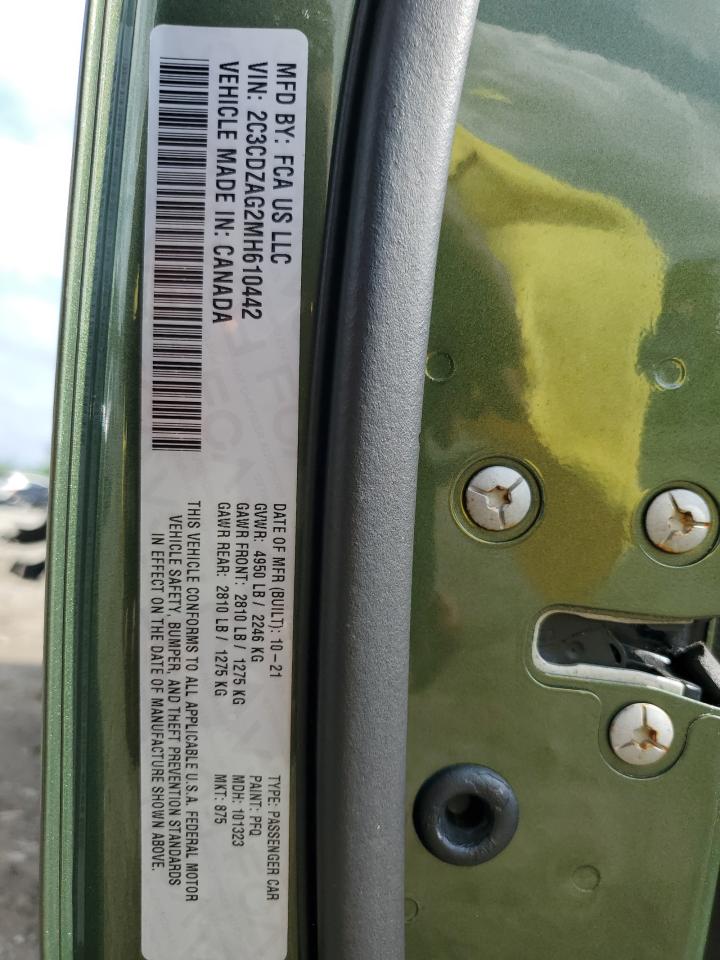 MFD BY: FCA US LLC
VIN: 2C3CDZAG2MH610442
VEHICLE MADE IN: CANADA
DATE OF MFR (BUILT): 10-21
GVWR: 4950 LB / 2246 KG
GAWR FRONT: 2810 LB / 1275 KG
GAWR REAR: 2810 LB / 1275 KG
THIS VEHICLE CONFORMS TO ALL APPLICABLE U.S.A. FEDERAL MOTOR
VEHICLE SAFETY, BUMPER, AND THEFT PREVENTION STANDARDS
IN EFFECT ON THE DATE OF MANUFACTURE SHOWN ABOVE.
TYPE: PASSENGER CAR
PAINT: PFQ
MDH: 101323
MKT: 875